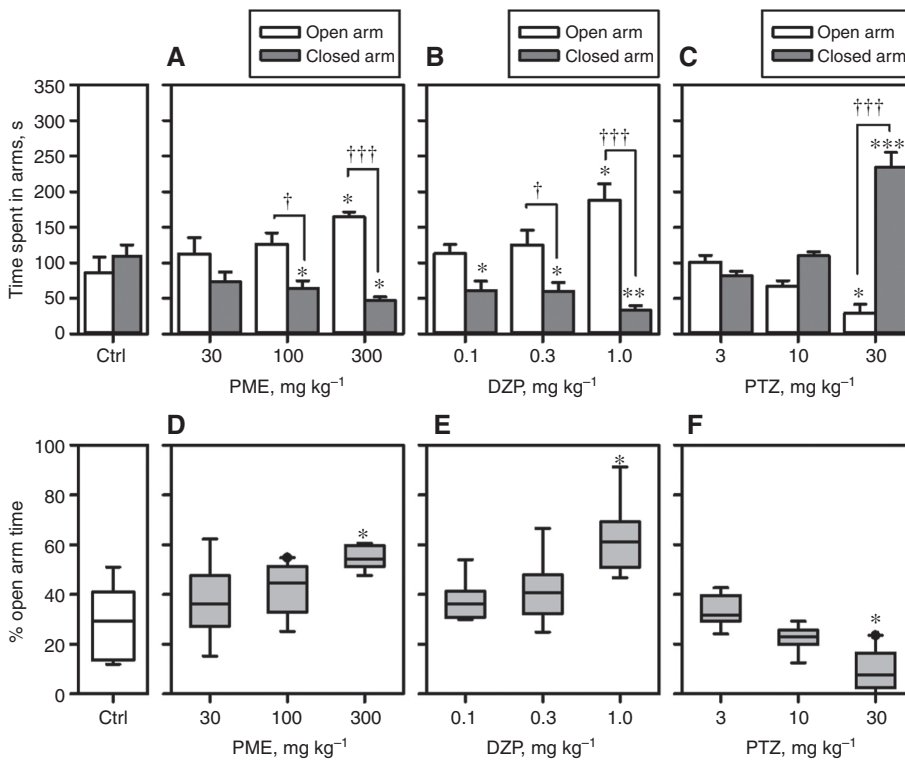 Open arm
Closed arm
Open arm
Closed arm
Open arm
Closed arm
A
B
C
Time spent in arms, s
350
300
250
200
150
100
50
0
†
†††
*
*
*
†
†††
*
*
*
**
†††
***
*
Ctrl
30 100 300
0.1 0.3 1.0
3 10 30
PME, mg kg⁻¹
DZP, mg kg⁻¹
PTZ, mg kg⁻¹
D
E
F
% open arm time
100
80
60
40
20
0
*
*
*
Ctrl
30 100 300
0.1 0.3 1.0
3 10 30
PME, mg kg⁻¹
DZP, mg kg⁻¹
PTZ, mg kg⁻¹